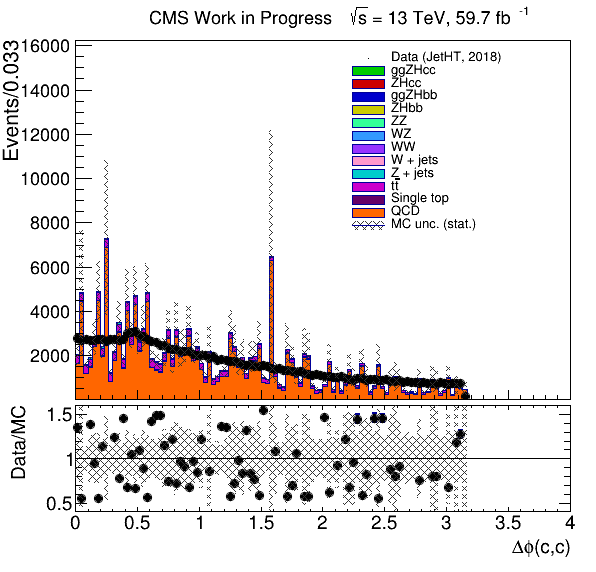 CMS Work in Progress √s = 13 TeV, 59.7 fb⁻¹
Events/0.033
16000
14000
12000
10000
8000
6000
4000
2000
Data (JetHT, 2018)
ggZHcc
ZHcc
ggZHbb
ZHbb
ZZ
WZ
WW
W + jets
Z + jets
tt̅
Single top
QCD
MC unc. (stat.)
Data/MC
1.5
1
0.5
0 0.5 1 1.5 2 2.5 3 3.5 4
Δϕ(c,c)